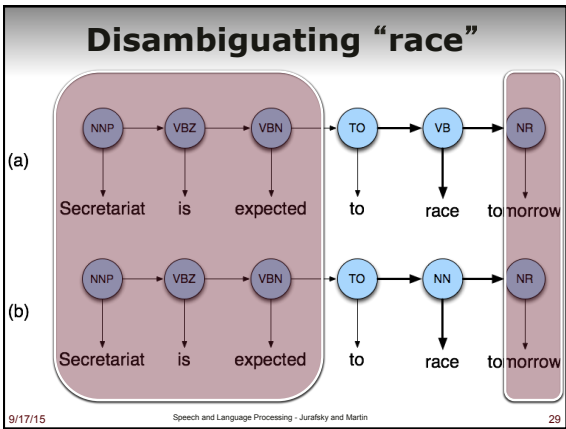 Disambiguating “race”
NNP VBZ VBN TO VB NR
(a)
Secretariat is expected to race tomorrow
NNP VBZ VBN TO NN NR
(b)
Secretariat is expected to race tomorrow
9/17/15 Speech and Language Processing - Jurafsky and Martin 29